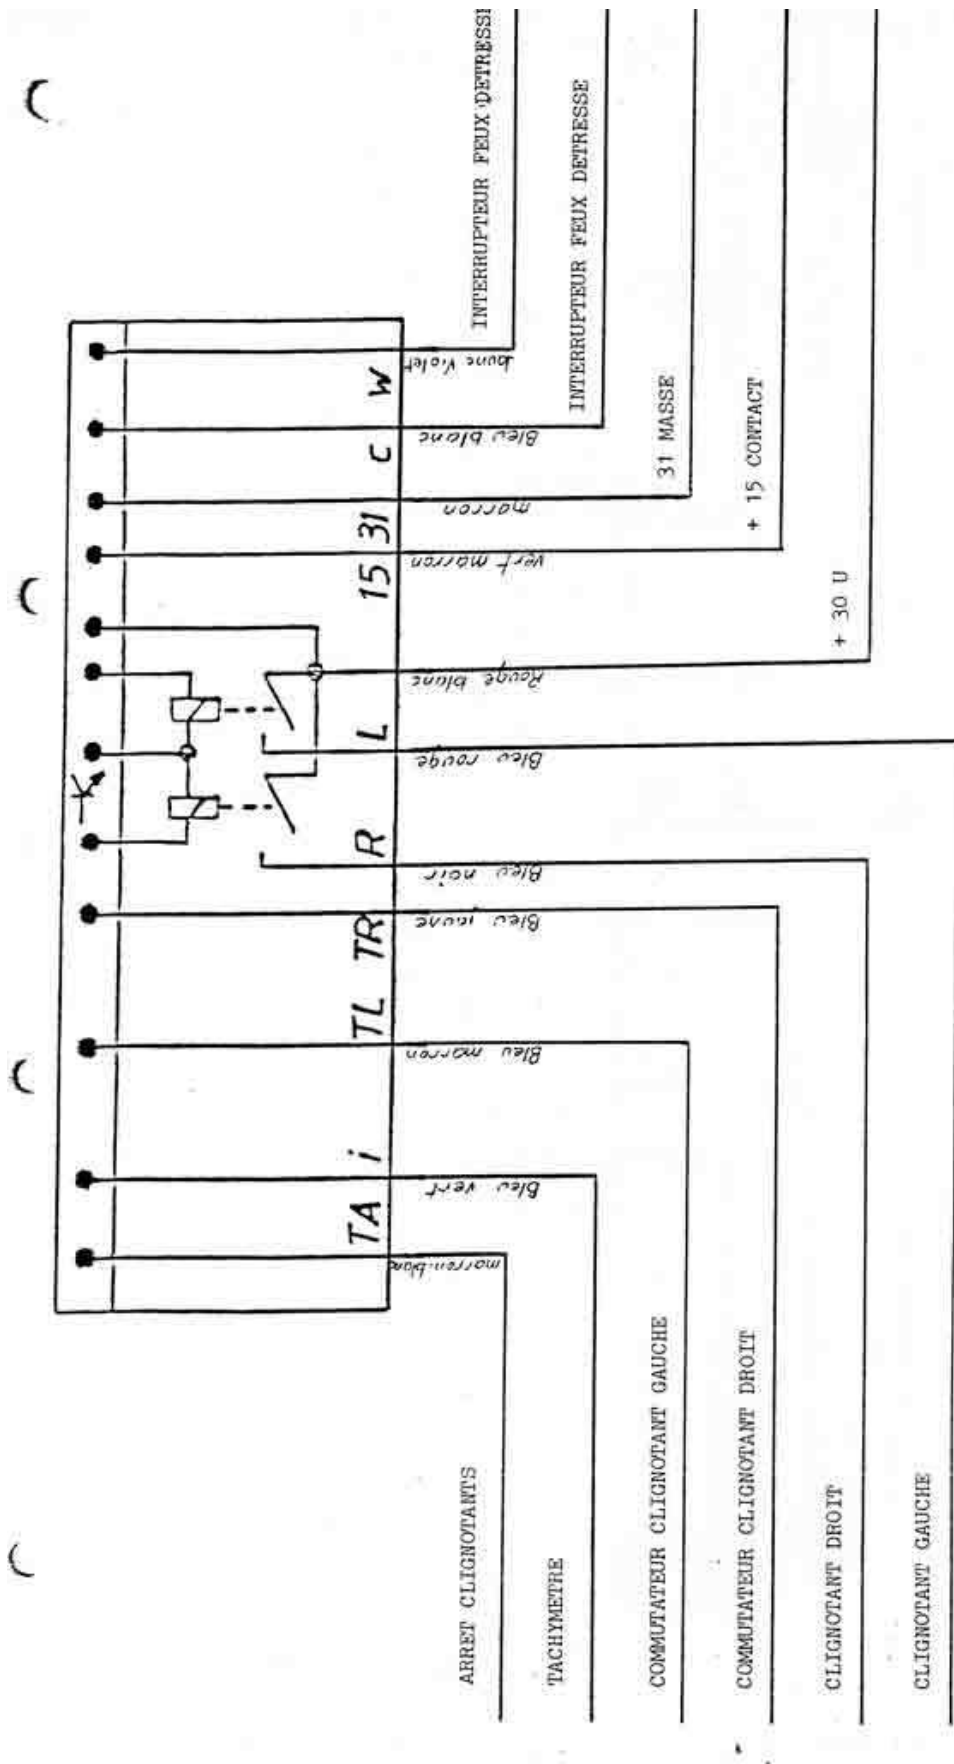 INTERRUPTEUR FEUX DETRESSE
INTERRUPTEUR FEUX DETRESSE
31 MASSE
+ 15 CONTACT
+ 30 U
Jaune Violet
Bleu blanc
marron
vert marron
Rouge blanc
Bleu rouge
Bleu noir
Bleu jaune
Bleu marron
Bleu vert
marron-blanc
W
C
31
15
L
R
TR
TL
i
TA
ARRET CLIGNOTANTS
TACHYMETRE
COMMUTATEUR CLIGNOTANT GAUCHE
COMMUTATEUR CLIGNOTANT DROIT
CLIGNOTANT DROIT
CLIGNOTANT GAUCHE